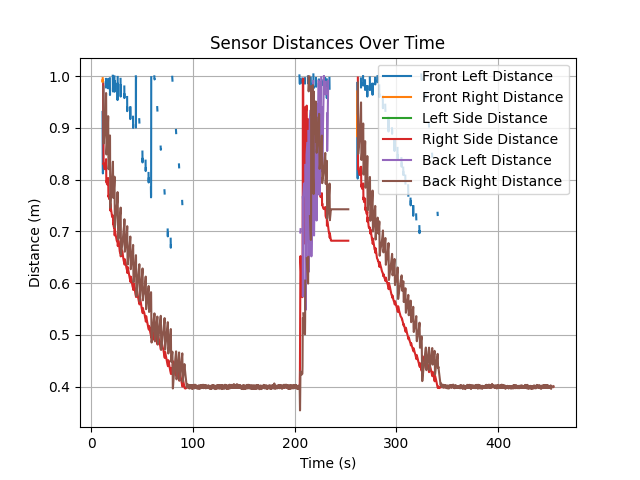 Sensor Distances Over Time
1.0
0.9
0.8
0.7
0.6
0.5
0.4
Distance (m)
Front Left Distance
Front Right Distance
Left Side Distance
Right Side Distance
Back Left Distance
Back Right Distance
0
100
200
300
400
Time (s)